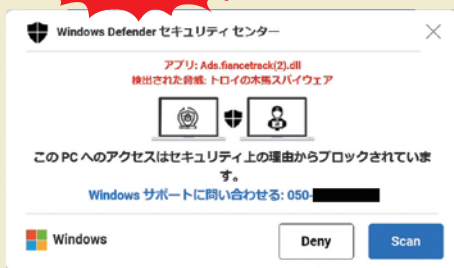 Windows Defender セキュリティ センター
アプリ: Ads.fiancetrack(2).dll
検出された脅威: トロイの木馬スパイウェア
この PC へのアクセスはセキュリティ上の理由からブロックされていま
す。
Windows サポートに問い合わせる: 050-
Windows
Deny
Scan